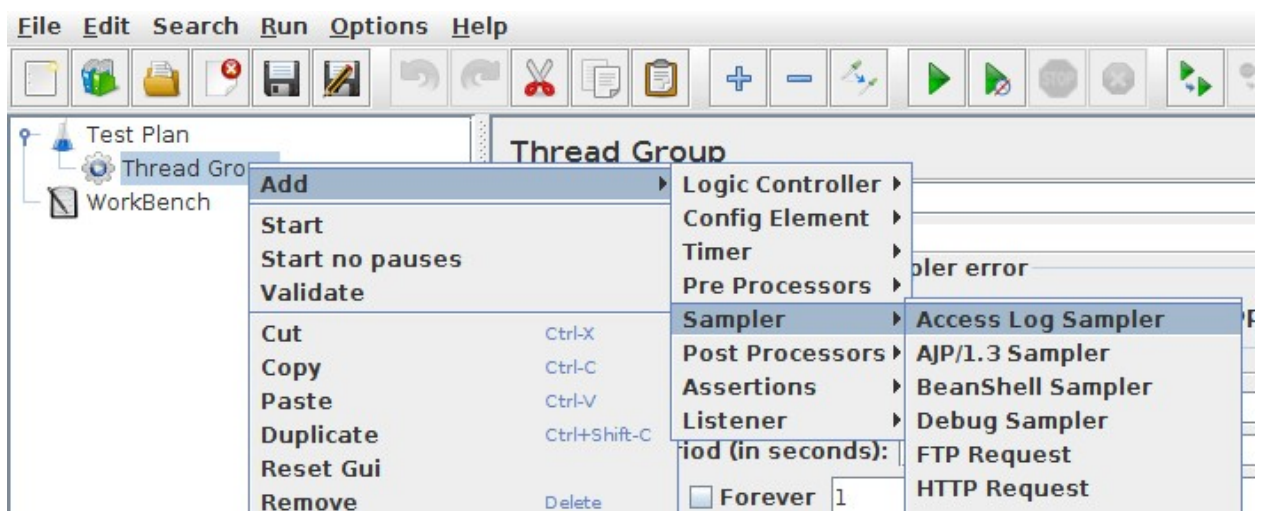 File Edit Search Run Options Help
STOP
Test Plan
Thread Gro
WorkBench
Thread Group
Add
Start
Start no pauses
Validate
Cut Ctrl-X
Copy Ctrl-C
Paste Ctrl-V
Duplicate Ctrl+Shift-C
Reset Gui
Remove Delete
Logic Controller
Config Element
Timer
Pre Processors
Sampler
Post Processors
Assertions
Listener
pler error
Access Log Sampler
AJP/1.3 Sampler
BeanShell Sampler
Debug Sampler
FTP Request
HTTP Request
riod (in seconds):
Forever 1